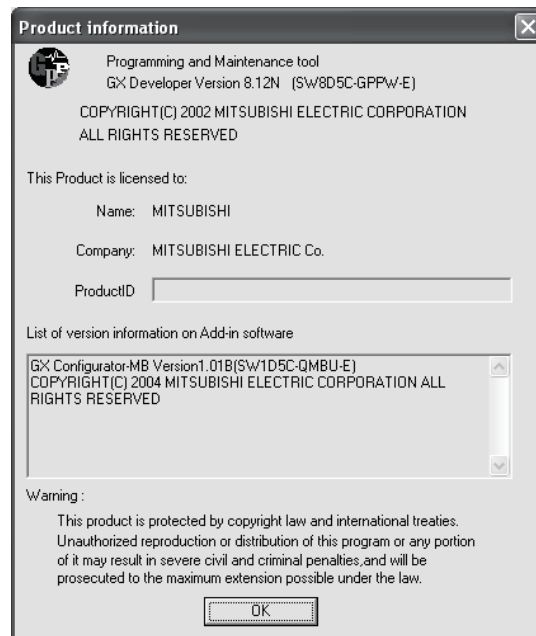 Product information
Programming and Maintenance tool
GX Developer Version 8.12N (SW8D5C-GPPW-E)
COPYRIGHT(C) 2002 MITSUBISHI ELECTRIC CORPORATION
ALL RIGHTS RESERVED
This Product is licensed to:
Name: MITSUBISHI
Company: MITSUBISHI ELECTRIC Co.
ProductID
List of version information on Add-in software
GX Configurator-MB Version1.01B(SW1D5C-QMBU-E)
COPYRIGHT(C) 2004 MITSUBISHI ELECTRIC CORPORATION ALL
RIGHTS RESERVED
Warning :
This product is protected by copyright law and international treaties.
Unauthorized reproduction or distribution of this program or any portion
of it may result in severe civil and criminal penalties,and will be
prosecuted to the maximum extension possible under the law.
OK